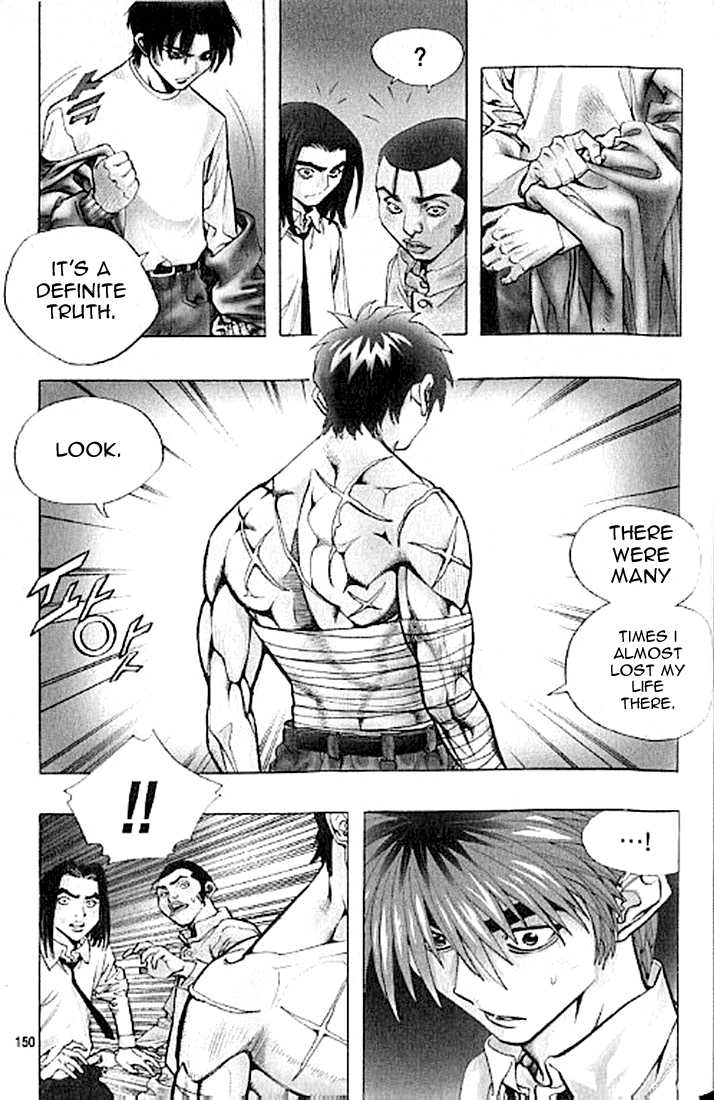 ?
IT'S A
DEFINITE
TRUTH.
LOOK.
THERE
WERE
MANY
TIMES I
ALMOST
LOST MY
LIFE
THERE.
!!
...!
150